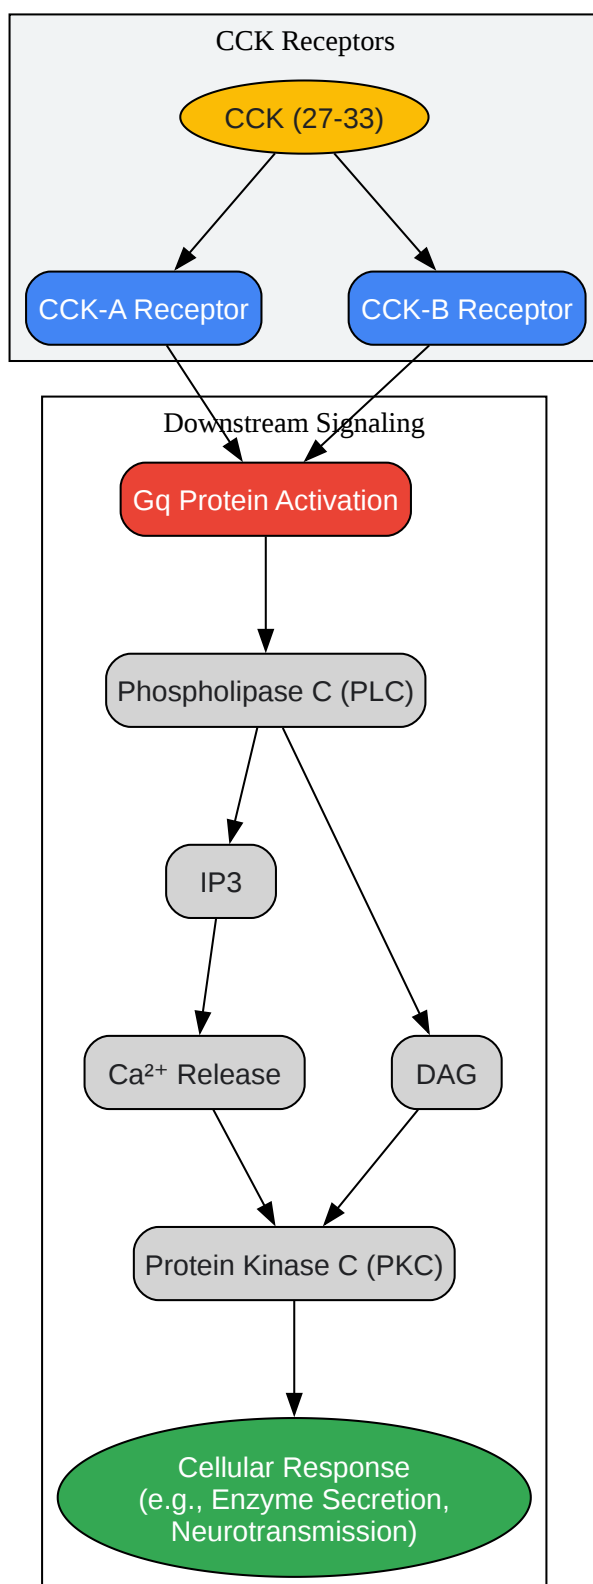 CCK Receptors
CCK (27-33)
CCK-A Receptor
CCK-B Receptor
Downstream Signaling
Gq Protein Activation
Phospholipase C (PLC)
IP3
Ca²⁺ Release
DAG
Protein Kinase C (PKC)
Cellular Response
(e.g., Enzyme Secretion,
Neurotransmission)